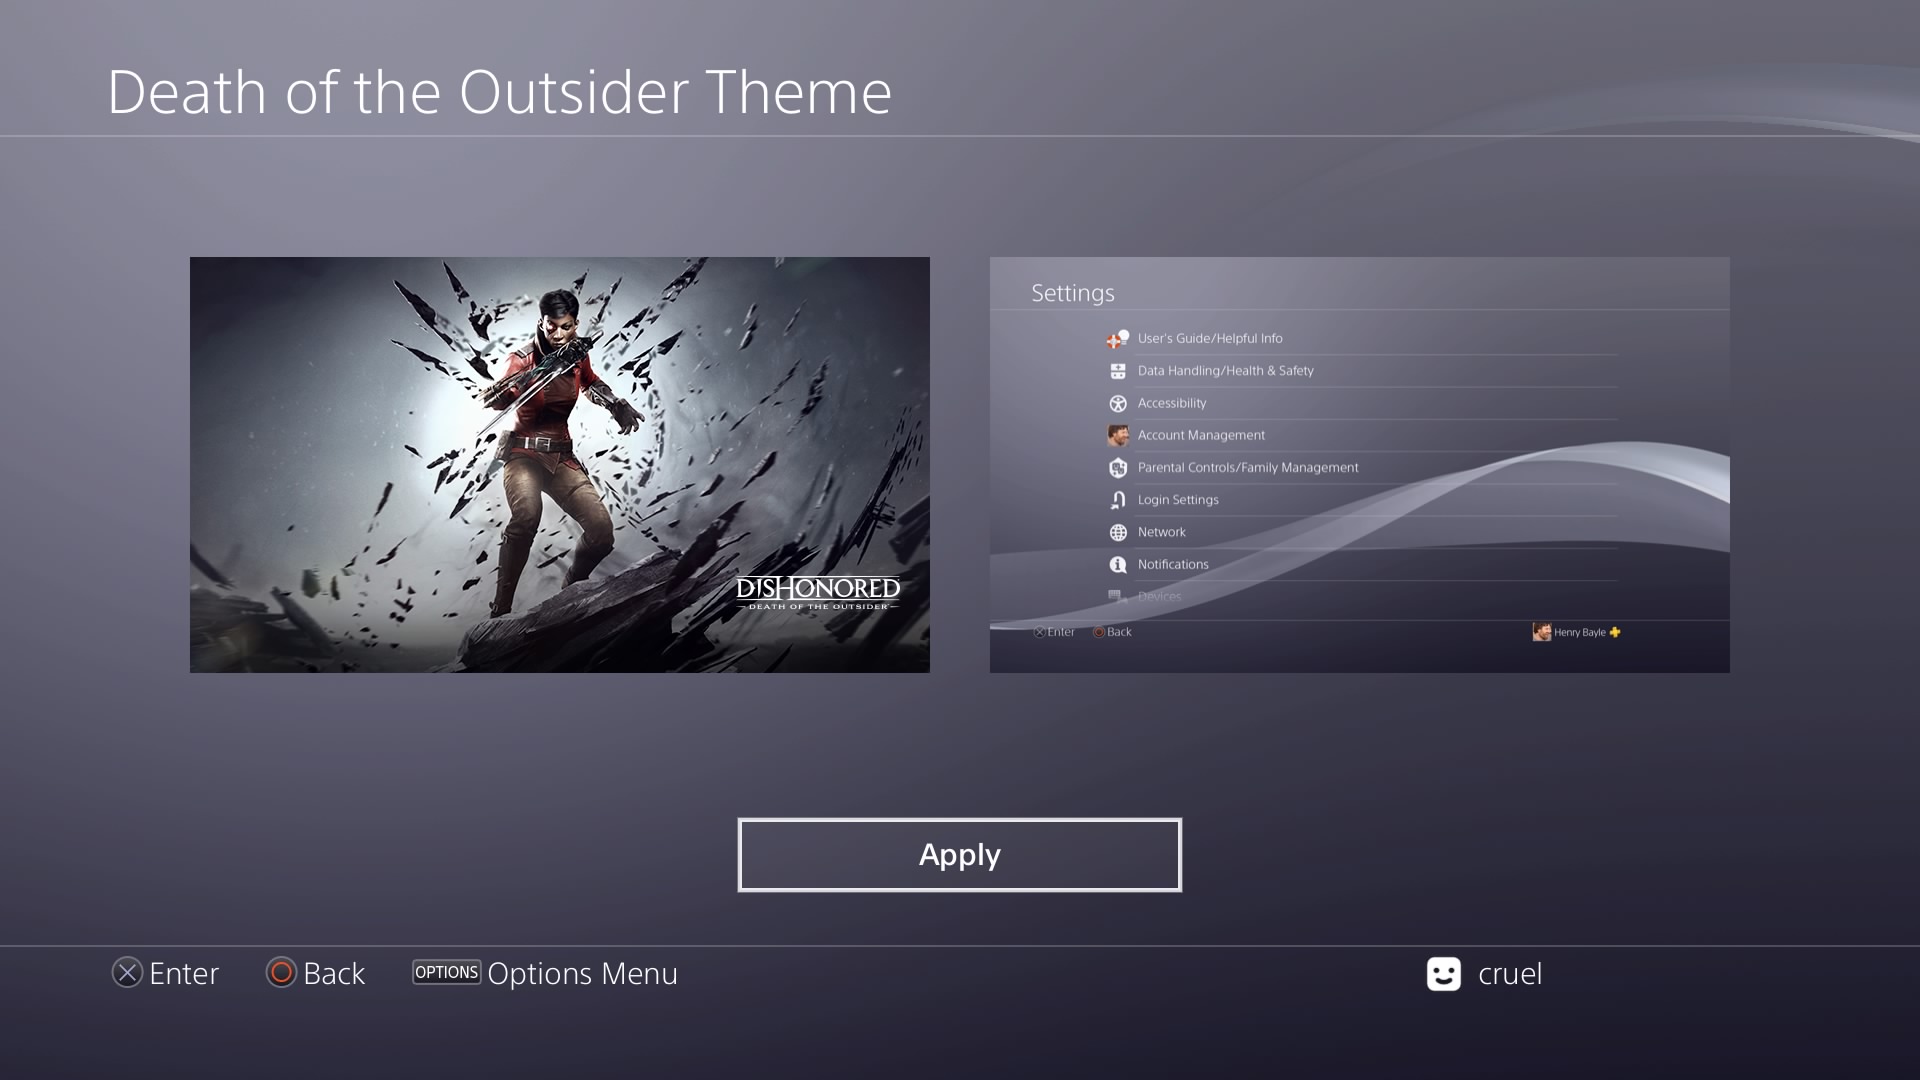 Death of the Outsider Theme
DISHONORED
DEATH OF THE OUTSIDER
Settings
User's Guide/Helpful Info
Data Handling/Health & Safety
Accessibility
Account Management
Parental Controls/Family Management
Login Settings
Network
Notifications
Devices
Enter Back Henry Bayle
Apply
Enter Back OPTIONS Options Menu cruel